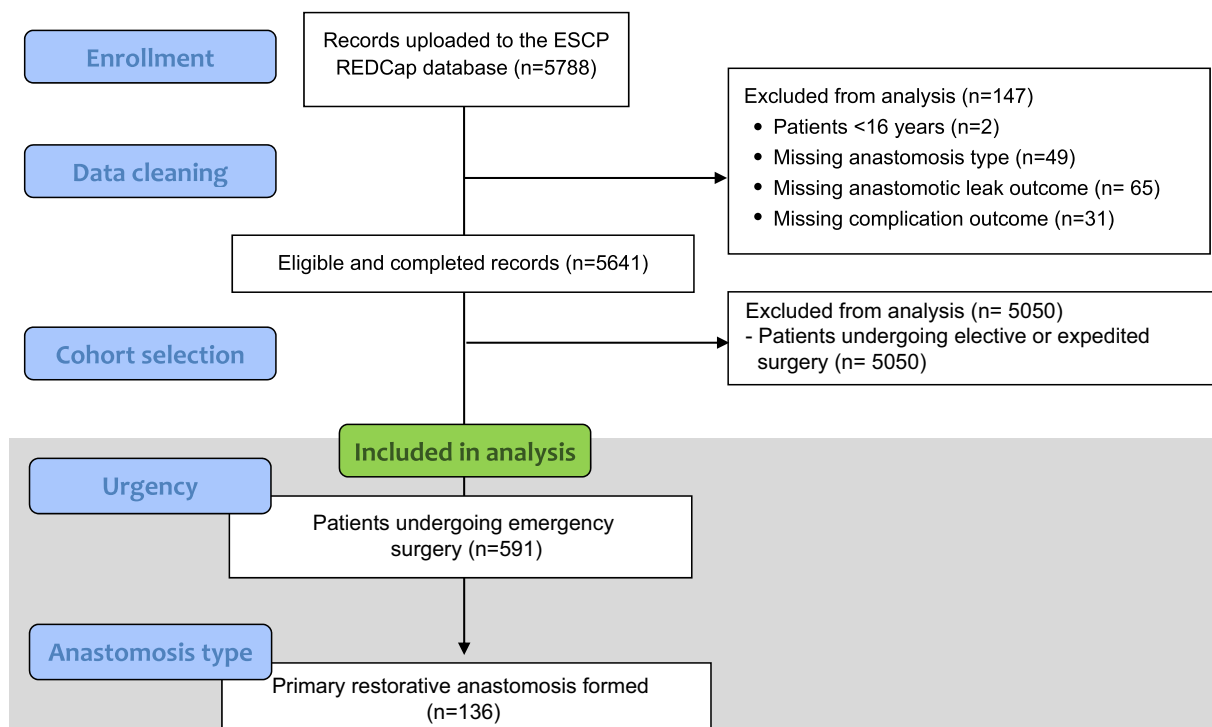 Enrollment
Records uploaded to the ESCP
REDCap database (n=5788)
Excluded from analysis (n=147)
• Patients <16 years (n=2)
• Missing anastomosis type (n=49)
• Missing anastomotic leak outcome (n= 65)
• Missing complication outcome (n=31)
Data cleaning
Eligible and completed records (n=5641)
Excluded from analysis (n= 5050)
- Patients undergoing elective or expedited
surgery (n= 5050)
Cohort selection
Included in analysis
Urgency
Patients undergoing emergency
surgery (n=591)
Anastomosis type
Primary restorative anastomosis formed
(n=136)